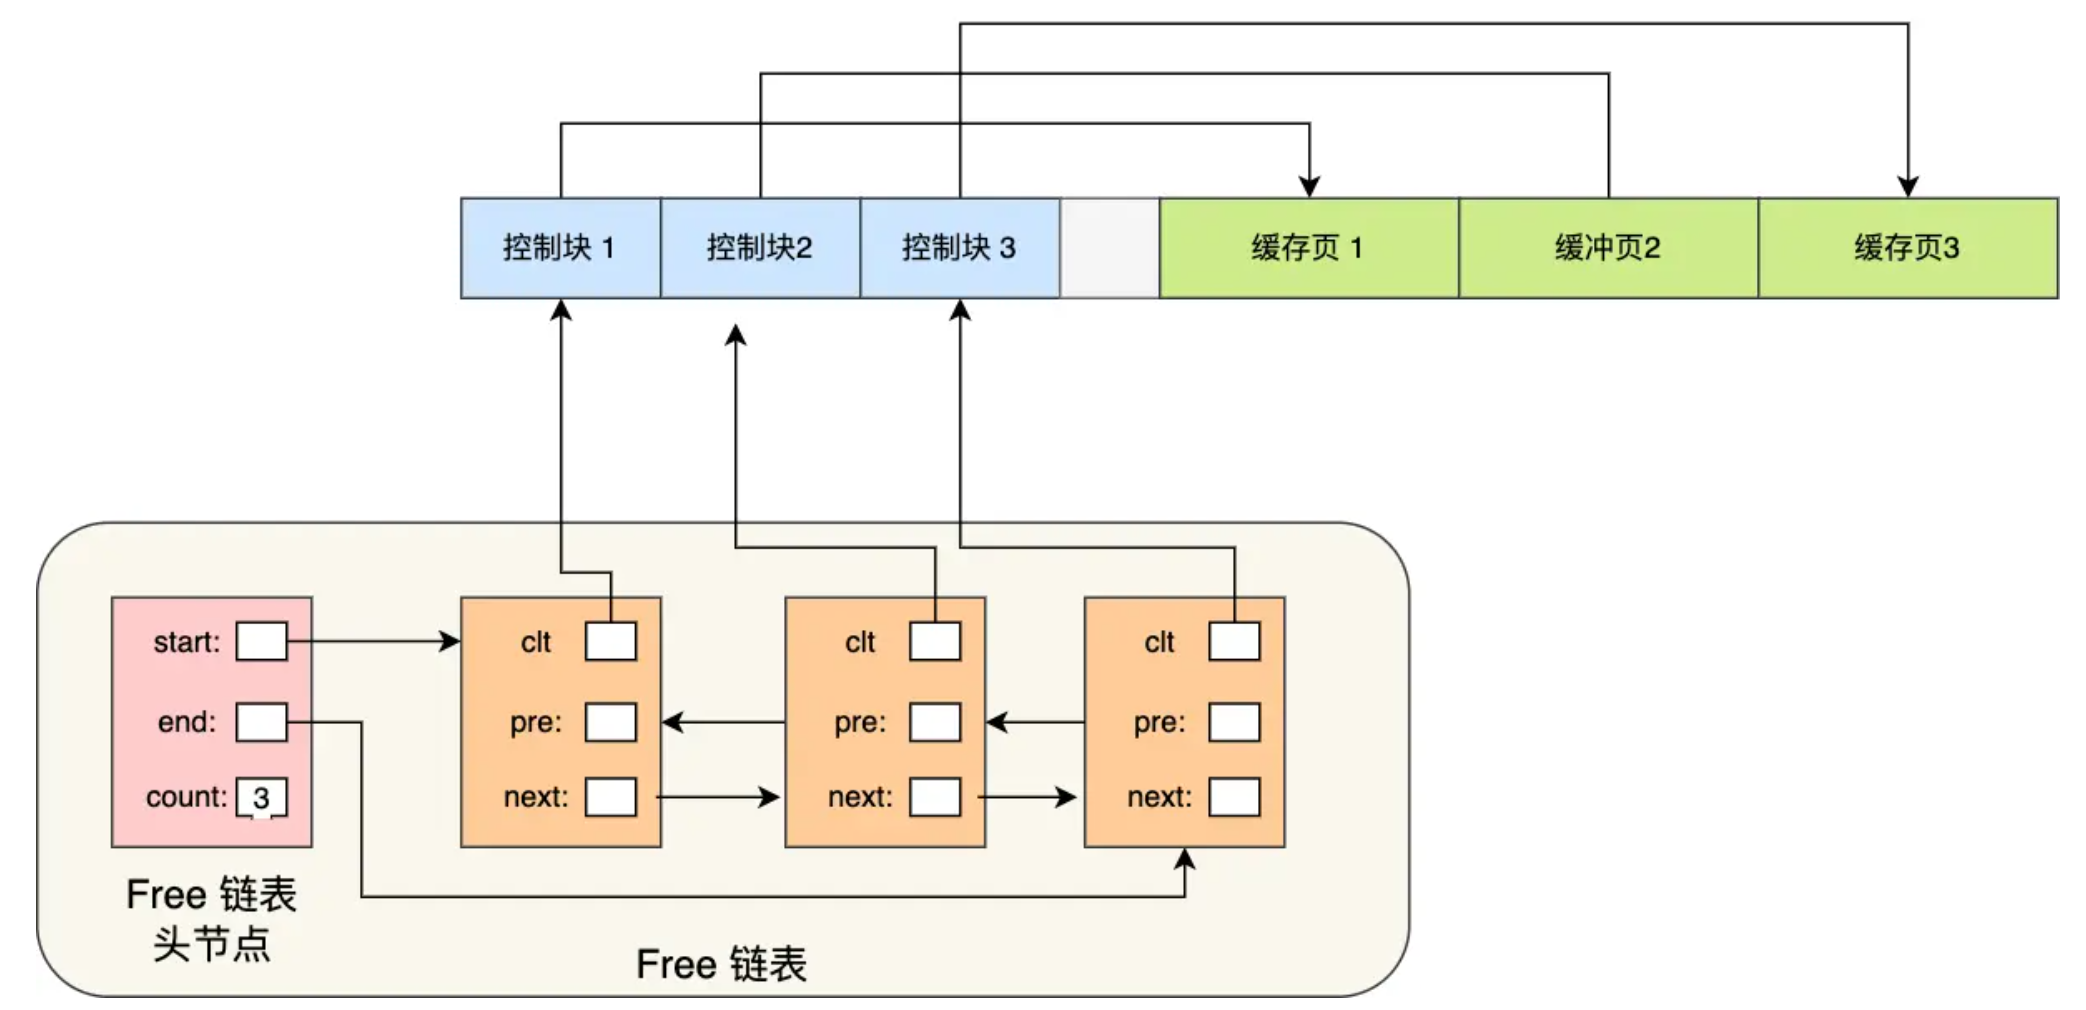 控制块 1
控制块2
控制块 3
缓存页 1
缓冲页2
缓存页3
start:
end:
count: 3
clt
pre:
next:
clt
pre:
next:
clt
pre:
next:
Free 链表
头节点
Free 链表